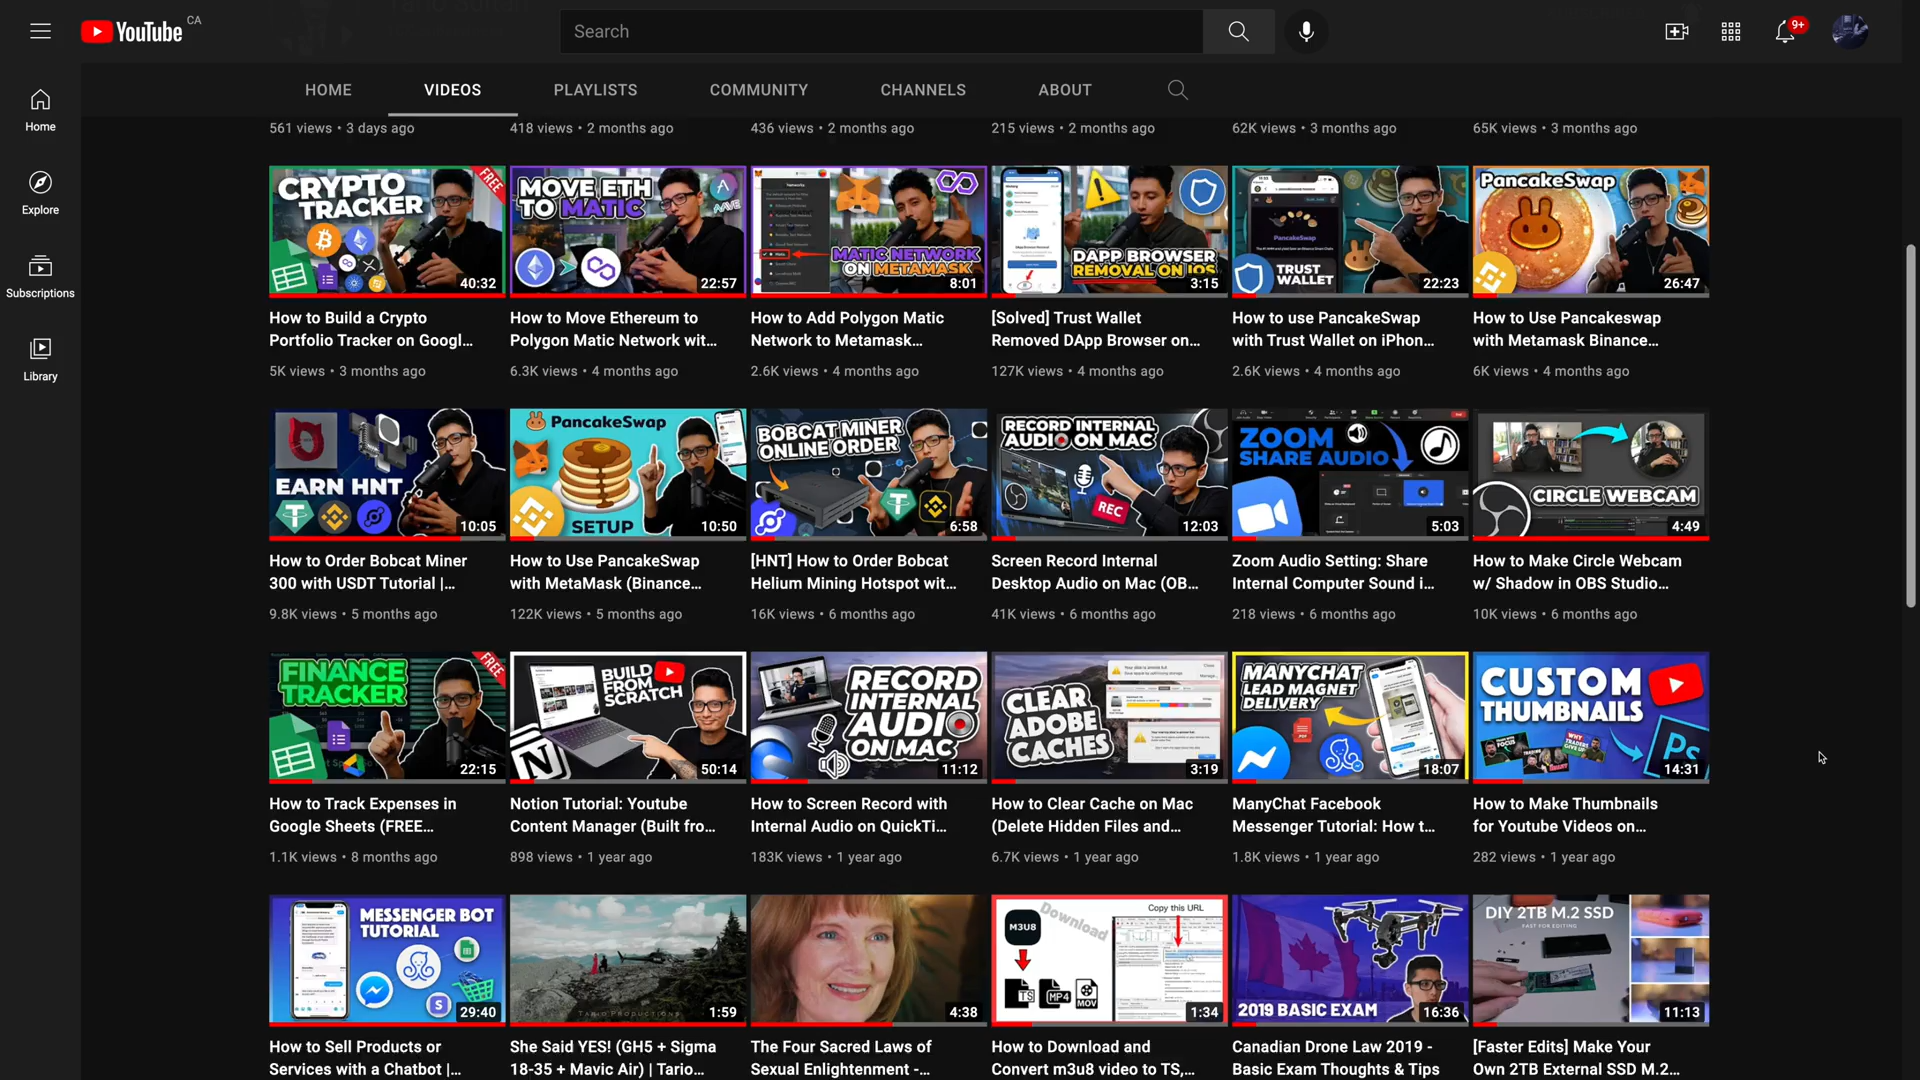 YouTube
CA
Search
9+
HOME
VIDEOS
PLAYLISTS
COMMUNITY
CHANNELS
ABOUT
Home
Explore
Subscriptions
Library
561 views • 3 days ago
418 views • 2 months ago
436 views • 2 months ago
215 views • 2 months ago
62K views • 3 months ago
65K views • 3 months ago
CRYPTO
TRACKER
FREE
40:32
MOVE ETH
TO MATIC
AAVE
22:57
Networks
MATIC NETWORK
ON METAMASK
8:01
DAPP BROWSER
REMOVAL ON IOS
3:15
PancakeSwap
TRUST
WALLET
22:23
PancakeSwap
26:47
How to Build a Crypto
Portfolio Tracker on Googl...
5K views • 3 months ago
How to Move Ethereum to
Polygon Matic Network wit...
6.3K views • 4 months ago
How to Add Polygon Matic
Network to Metamask...
2.6K views • 4 months ago
[Solved] Trust Wallet
Removed DApp Browser on...
127K views • 4 months ago
How to use PancakeSwap
with Trust Wallet on iPhon...
2.6K views • 4 months ago
How to Use Pancakeswap
with Metamask Binance...
6K views • 4 months ago
EARN HNT
10:05
PancakeSwap
SETUP
10:50
BOBCAT MINER
ONLINE ORDER
6:58
RECORD INTERNAL
AUDIO ON MAC
REC
12:03
ZOOM
SHARE AUDIO
5:03
CIRCLE WEBCAM
4:49
How to Order Bobcat Miner
300 with USDT Tutorial |...
9.8K views • 5 months ago
How to Use PancakeSwap
with MetaMask (Binance...
122K views • 5 months ago
[HNT] How to Order Bobcat
Helium Mining Hotspot wit...
16K views • 6 months ago
Screen Record Internal
Desktop Audio on Mac (OB...
41K views • 6 months ago
Zoom Audio Setting: Share
Internal Computer Sound i...
218 views • 6 months ago
How to Make Circle Webcam
w/ Shadow in OBS Studio...
10K views • 6 months ago
FINANCE
TRACKER
FREE
22:15
BUILD
FROM
SCRATCH
50:14
RECORD
INTERNAL
AUDIO
ON MAC
11:12
CLEAR
ADOBE
CACHES
3:19
MANYCHAT
LEAD MAGNET
DELIVERY
PDF
18:07
CUSTOM
THUMBNAILS
Ps
14:31
How to Track Expenses in
Google Sheets (FREE...
1.1K views • 8 months ago
Notion Tutorial: Youtube
Content Manager (Built fro...
898 views • 1 year ago
How to Screen Record with
Internal Audio on QuickTi...
183K views • 1 year ago
How to Clear Cache on Mac
(Delete Hidden Files and...
6.7K views • 1 year ago
ManyChat Facebook
Messenger Tutorial: How t...
1.8K views • 1 year ago
How to Make Thumbnails
for Youtube Videos on...
282 views • 1 year ago
MESSENGER BOT
TUTORIAL
29:40
TARIO PRODUCTIONS
1:59
4:38
Copy this URL
Download
M3U8
TS
MP4
MOV
1:34
2019 BASIC EXAM
16:36
DIY 2TB M.2 SSD
FAST FOR EDITING
11:13
How to Sell Products or
Services with a Chatbot |...
She Said YES! (GH5 + Sigma
18-35 + Mavic Air) | Tario...
The Four Sacred Laws of
Sexual Enlightenment -...
How to Download and
Convert m3u8 video to TS,...
Canadian Drone Law 2019 -
Basic Exam Thoughts & Tips
[Faster Edits] Make Your
Own 2TB External SSD M.2...